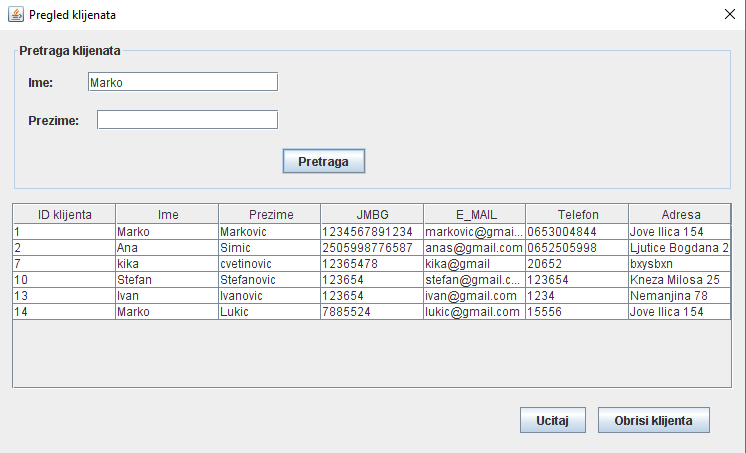 Pregled klijenata
Pretraga klijenata
Ime: Marko
Prezime:
Pretraga
ID klijenta Ime Prezime JMBG E_MAIL Telefon Adresa
1 Marko Markovic 1234567891234 markovic@gmai... 0653004844 Jove Ilica 154
2 Ana Simic 2505998776587 anas@gmail.com 0652505998 Ljutice Bogdana 2
7 kika cvetinovic 12365478 kika@gmail 20652 bxysbxn
10 Stefan Stefanovic 123654 stefan@gmail.c... 123654 Kneza Milosa 25
13 Ivan Ivanovic 123654 ivan@gmail.com 1234 Nemanjina 78
14 Marko Lukic 7885524 lukic@gmail.com 15556 Jove Ilica 154
Ucitaj Obrisi klijenta